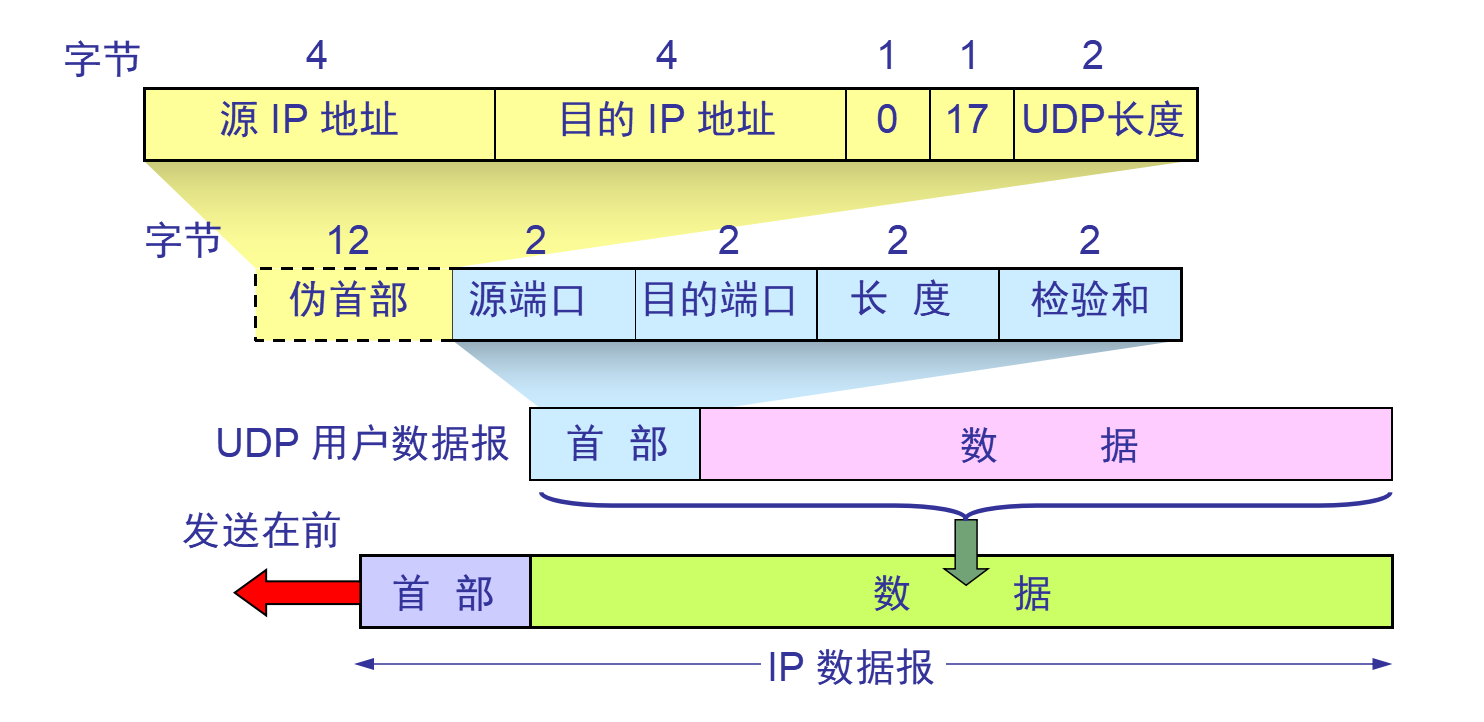 字节 4 4 1 1 2
源 IP 地址 目的 IP 地址 0 17 UDP长度
字节 12 2 2 2 2
伪首部 源端口 目的端口 长 度 检验和
UDP 用户数据报 首 部 数 据
发送在前
首 部 数 据
IP 数据报